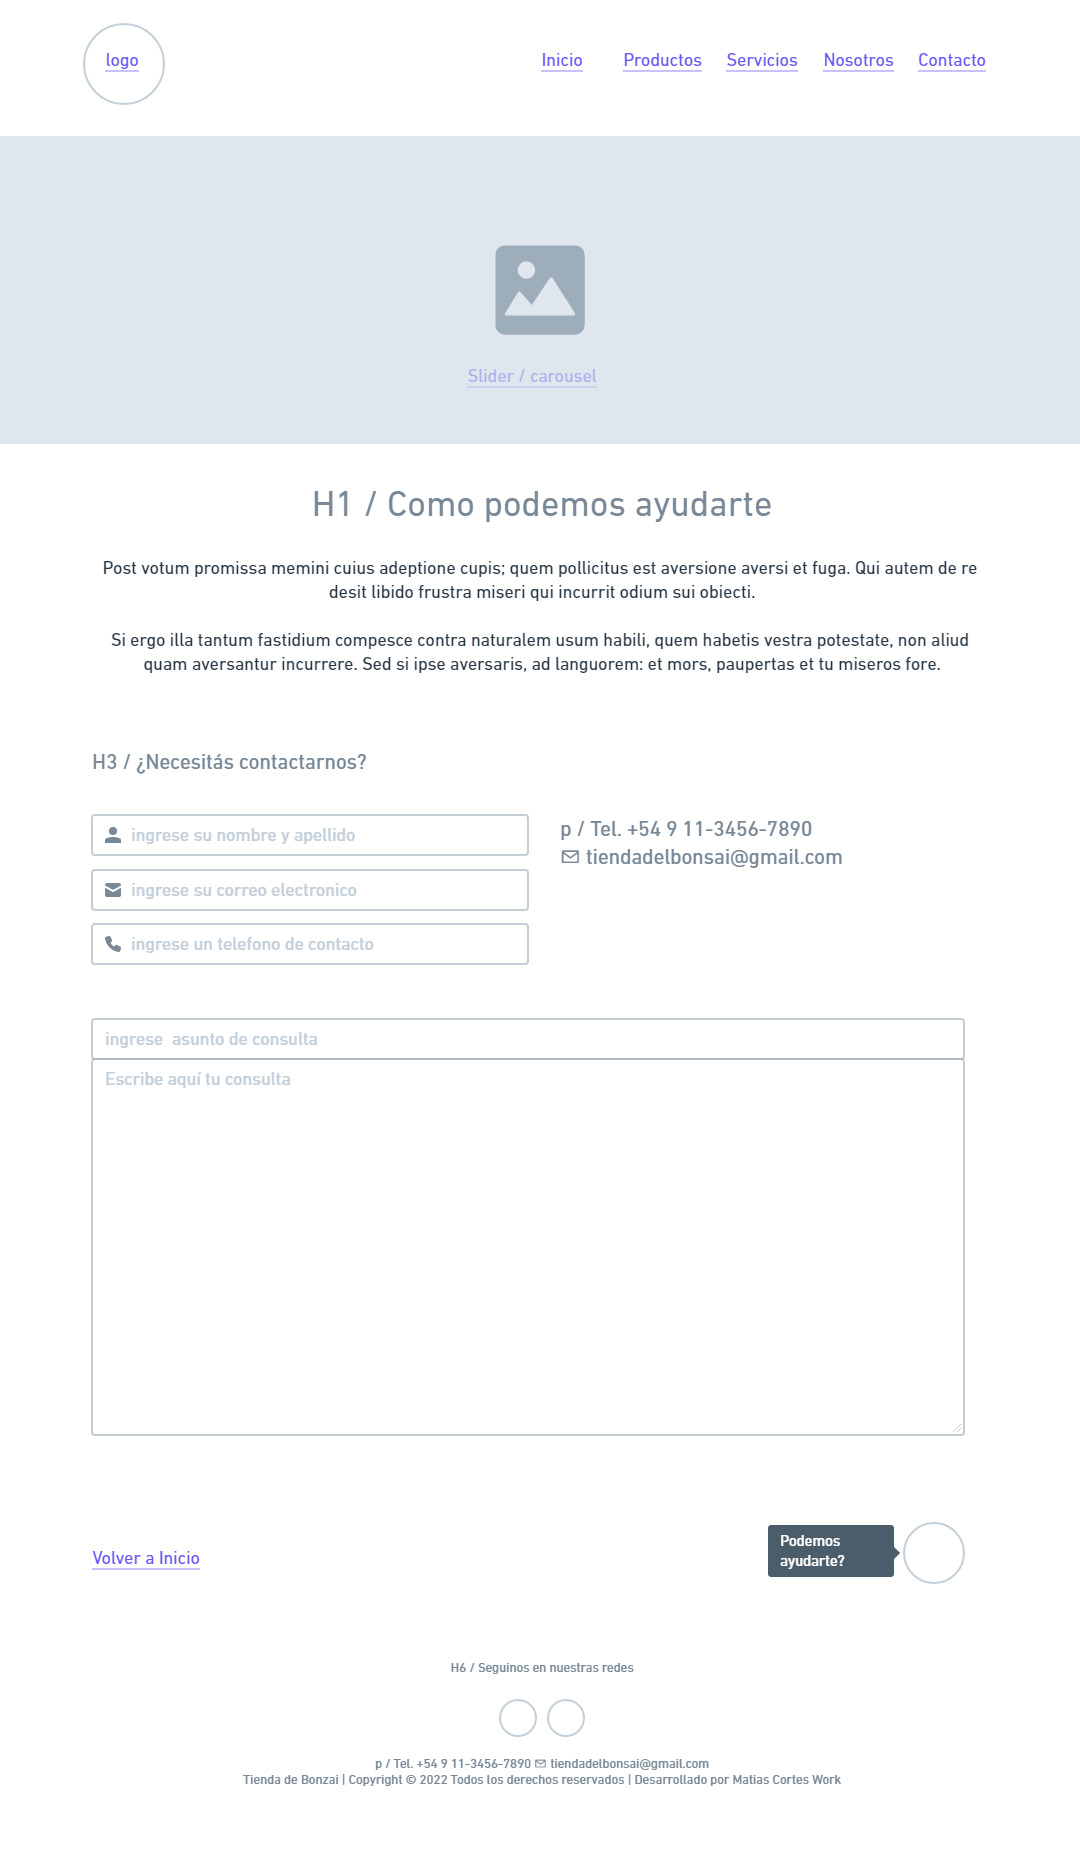 logo
Inicio Productos Servicios Nosotros Contacto
Slider / carousel
H1 / Como podemos ayudarte
Post votum promissa memini cuius adeptione cupis; quem pollicitus est aversione aversi et fuga. Qui autem de re
desit libido frustra miseri qui incurrit odium sui obiecti.
Si ergo illa tantum fastidium compesce contra naturalem usum habili, quem habetis vestra potestate, non aliud
quam aversantur incurrere. Sed si ipse aversaris, ad languorem: et mors, paupertas et tu miseros fore.
H3 / ¿Necesitás contactarnos?
ingrese su nombre y apellido
ingrese su correo electronico
ingrese un telefono de contacto
p / Tel. +54 9 11-3456-7890
tiendadelbonsai@gmail.com
ingrese  asunto de consulta
Escribe aquí tu consulta
Volver a Inicio
Podemos
ayudarte?
H6 / Seguinos en nuestras redes
p / Tel. +54 9 11-3456-7890 tiendadelbonsai@gmail.com
Tienda de Bonzai | Copyright © 2022 Todos los derechos reservados | Desarrollado por Matias Cortes Work